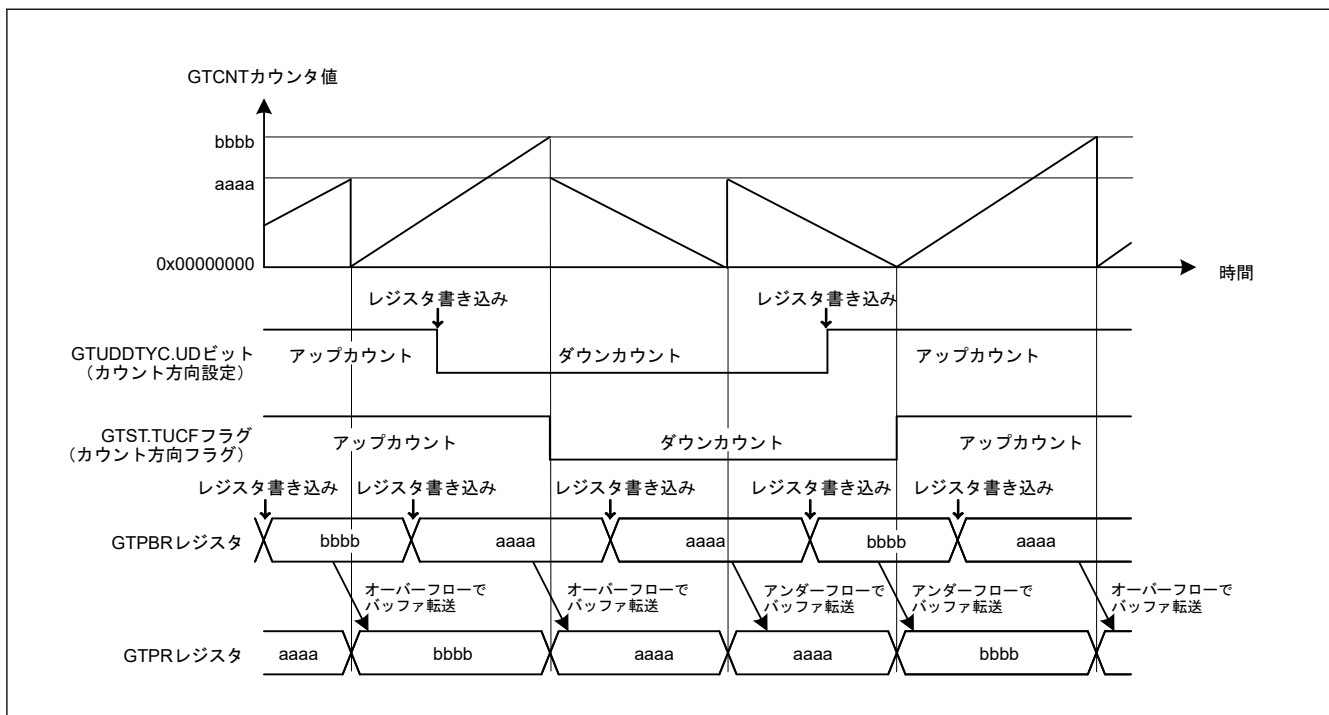 GTCNTカウンタ値
bbbb
aaaa
0x00000000
時間
レジスタ書き込み
レジスタ書き込み
GTUDDTYC.UDビット
（カウント方向設定）
アップカウント
ダウンカウント
アップカウント
GTST.TUCFフラグ
（カウント方向フラグ）
アップカウント
ダウンカウント
アップカウント
レジスタ書き込み
レジスタ書き込み
レジスタ書き込み
レジスタ書き込み
レジスタ書き込み
GTPBRレジスタ
bbbb
aaaa
aaaa
bbbb
aaaa
オーバーフローで
バッファ転送
オーバーフローで
バッファ転送
アンダーフローで
バッファ転送
アンダーフローで
バッファ転送
オーバーフローで
バッファ転送
GTPRレジスタ
aaaa
bbbb
aaaa
aaaa
bbbb